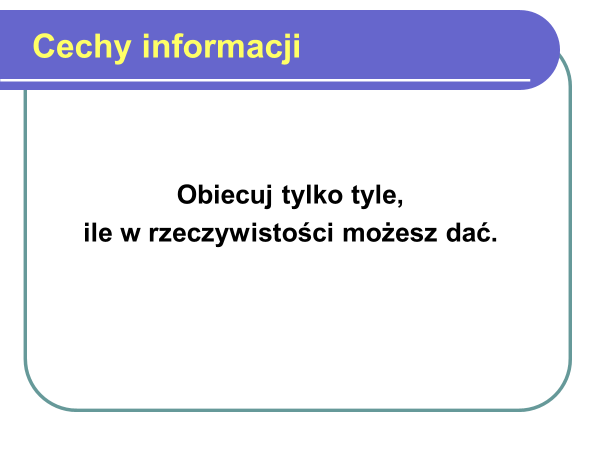 Cechy informacji
Obiecuj tylko tyle,
ile w rzeczywistości możesz dać.